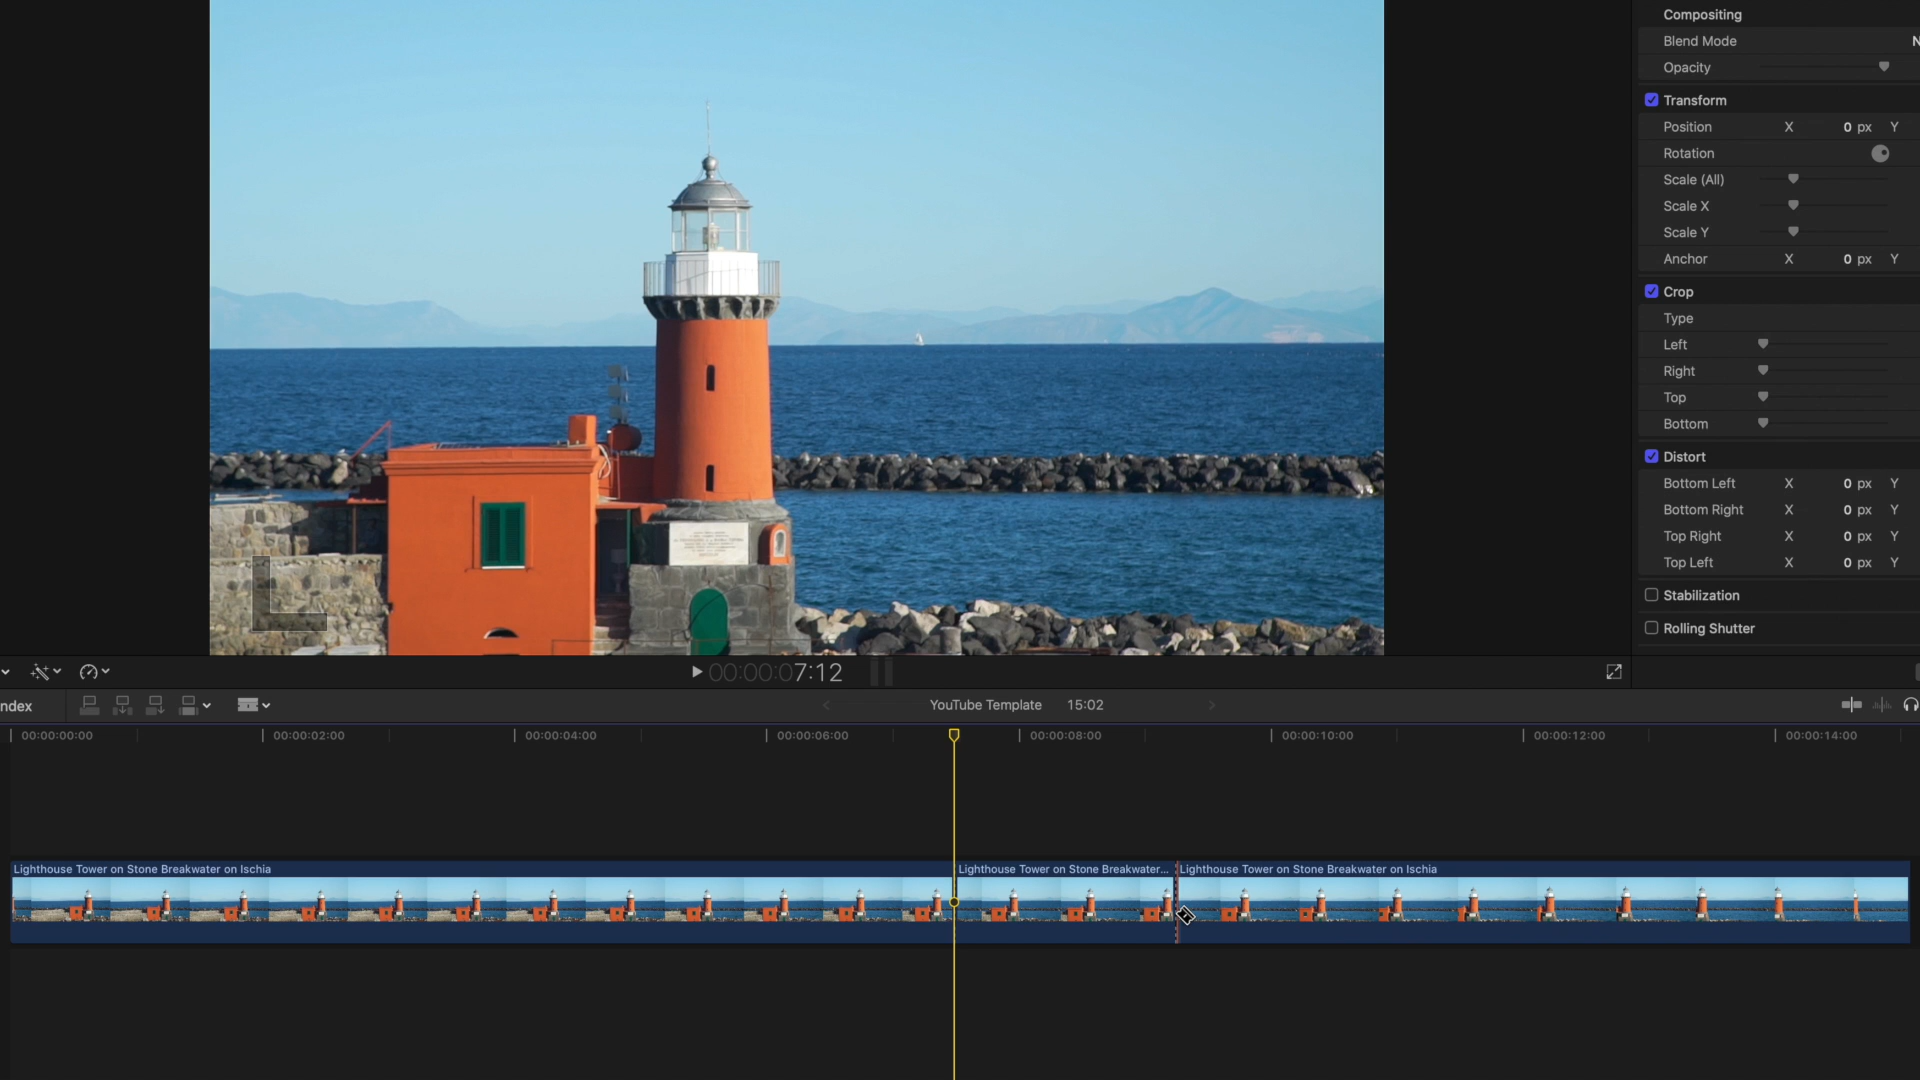 Compositing
Blend Mode N
Opacity
Transform
Position X 0 px Y
Rotation
Scale (All)
Scale X
Scale Y
Anchor X 0 px Y
Crop
Type
Left
Right
Top
Bottom
Distort
Bottom Left X 0 px Y
Bottom Right X 0 px Y
Top Right X 0 px Y
Top Left X 0 px Y
Stabilization
Rolling Shutter
00:00:07:12
ndex
YouTube Template 15:02
00:00:00:00 00:00:02:00 00:00:04:00 00:00:06:00 00:00:08:00 00:00:10:00 00:00:12:00 00:00:14:00
Lighthouse Tower on Stone Breakwater on Ischia Lighthouse Tower on Stone Breakwater... Lighthouse Tower on Stone Breakwater on Ischia